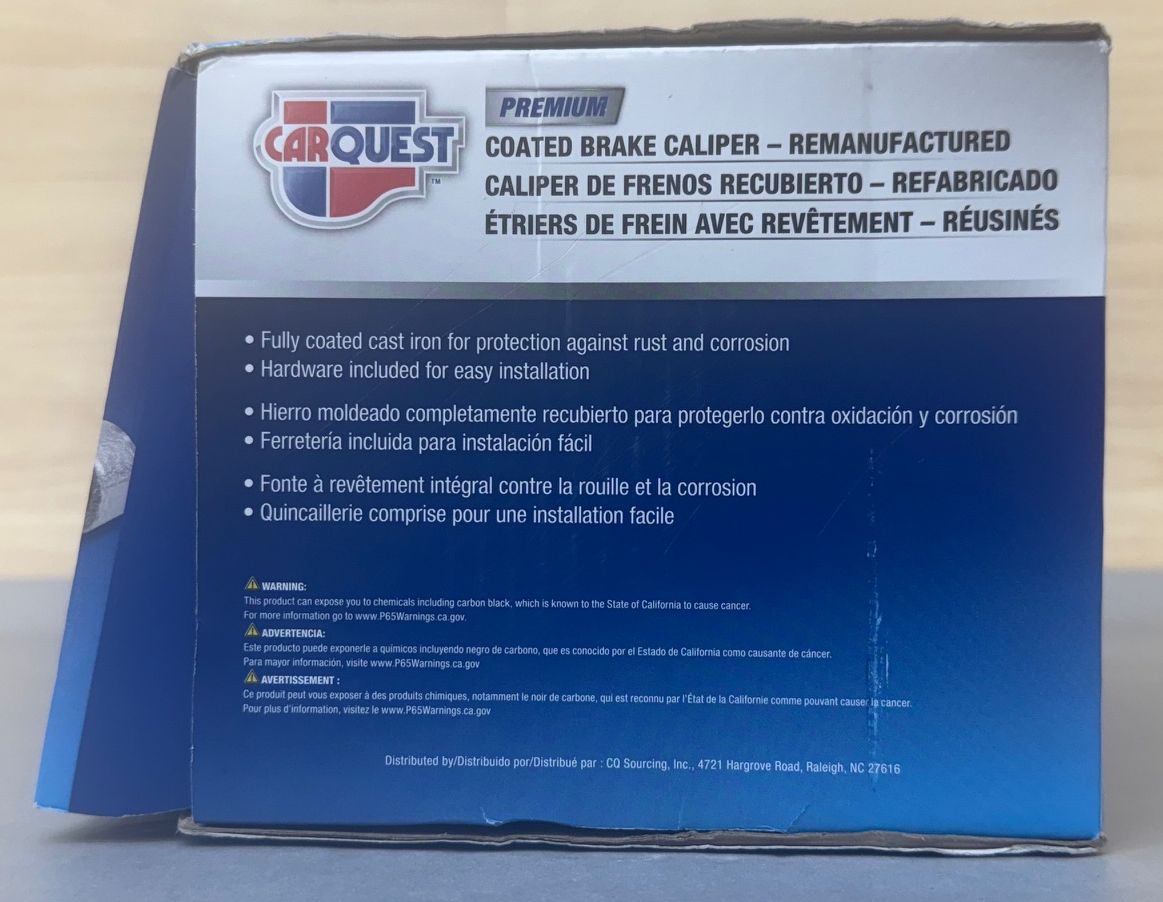 CARQUEST™
PREMIUM
COATED BRAKE CALIPER – REMANUFACTURED
CALIPER DE FRENOS RECUBIERTO – REFABRICADO
ÉTRIERS DE FREIN AVEC REVÊTEMENT – RÉUSINÉS
• Fully coated cast iron for protection against rust and corrosion
• Hardware included for easy installation
• Hierro moldeado completamente recubierto para protegerlo contra oxidación y corrosión
• Ferretería incluida para instalación fácil
• Fonte à revêtement intégral contre la rouille et la corrosion
• Quincaillerie comprise pour une installation facile
⚠ WARNING:
This product can expose you to chemicals including carbon black, which is known to the State of California to cause cancer.
For more information go to www.P65Warnings.ca.gov.
⚠ ADVERTENCIA:
Este producto puede exponerle a químicos incluyendo negro de carbono, que es conocido por el Estado de California como causante de cáncer.
Para mayor información, visite www.P65Warnings.ca.gov
⚠ AVERTISSEMENT :
Ce produit peut vous exposer à des produits chimiques, notamment le noir de carbone, qui est reconnu par l'État de la Californie comme pouvant causer la cancer.
Pour plus d'information, visitez le www.P65Warnings.ca.gov
Distributed by/Distribuido por/Distribué par : CQ Sourcing, Inc., 4721 Hargrove Road, Raleigh, NC 27616